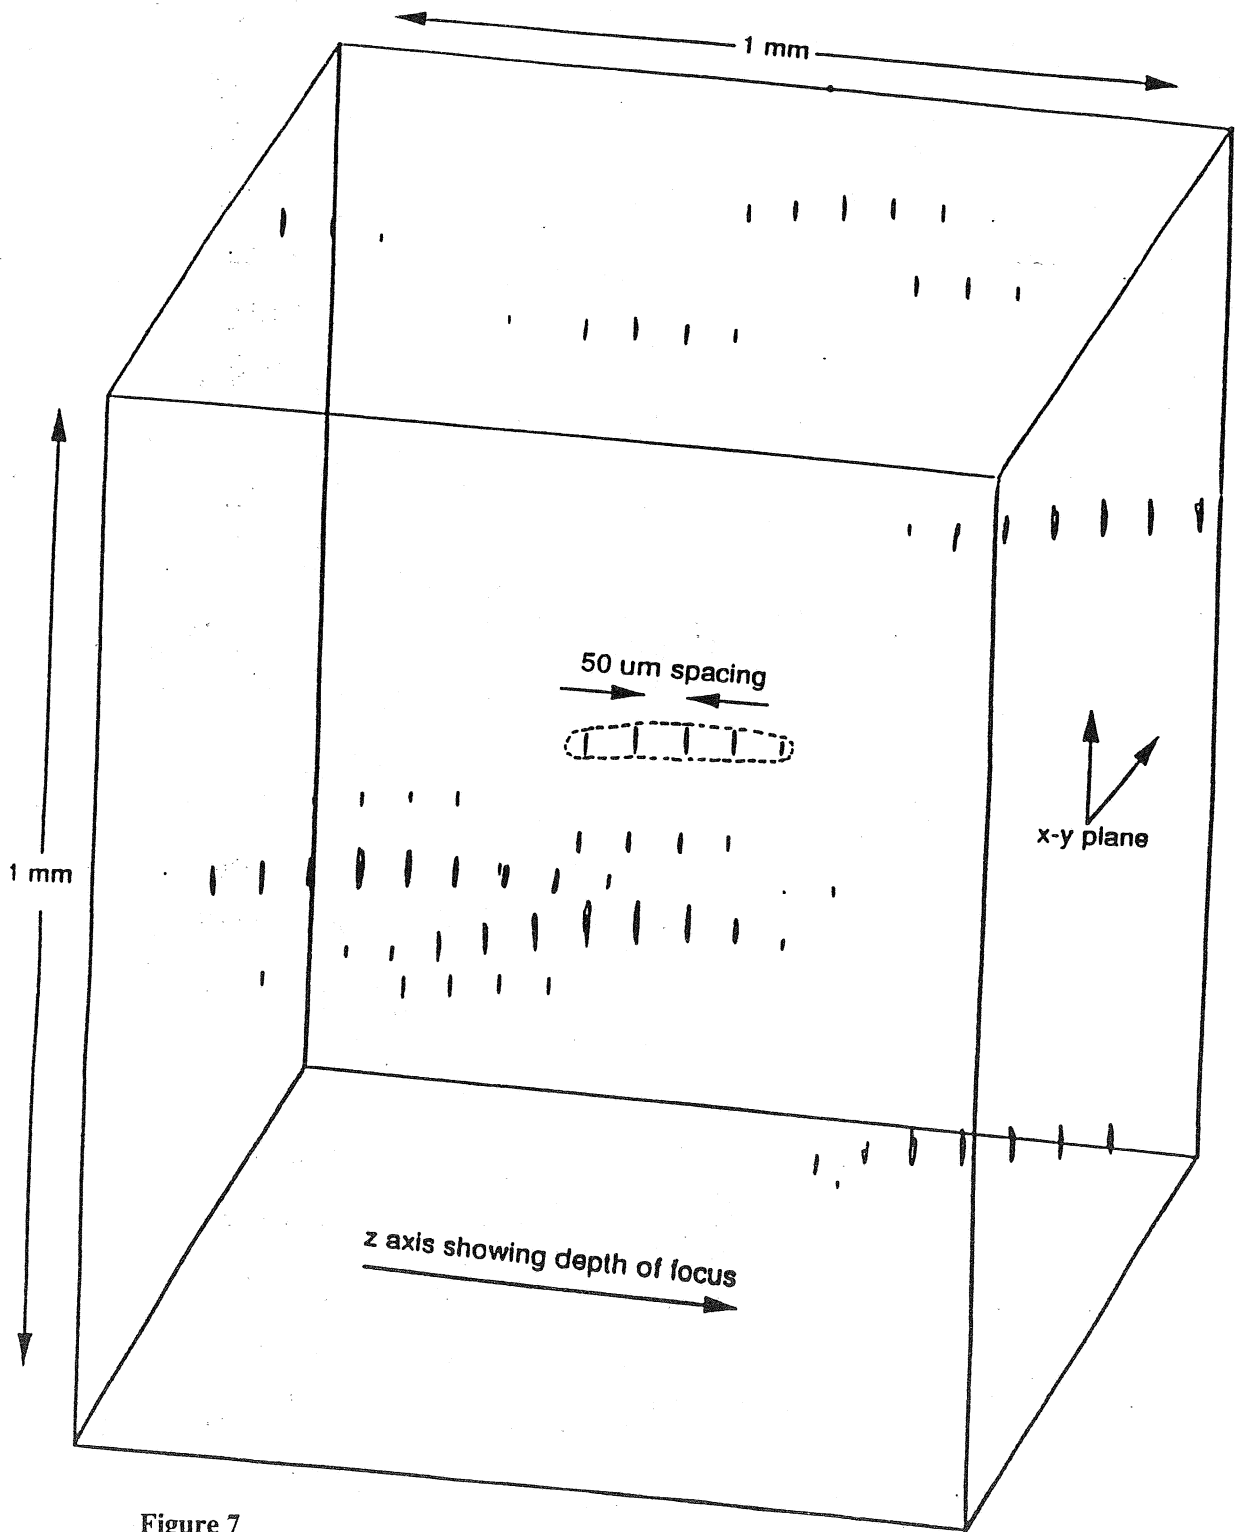 1 mm
50 um spacing
x-y plane
1 mm
z axis showing depth of focus
Figure 7